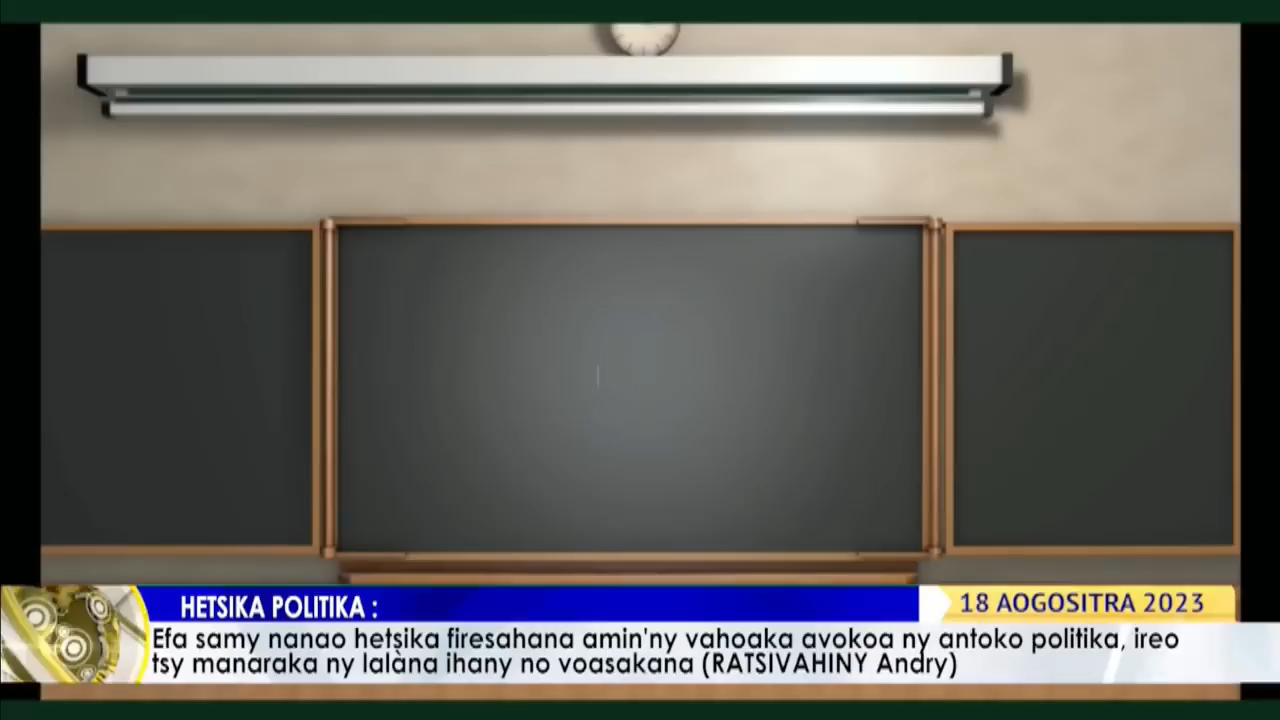 HETSIKA POLITIKA :
18 AOGOSITRA 2023
Efa samy nanao hetsika firesahana amin'ny vahoaka avokoa ny antoko politika, ireo
tsy manaraka ny lalàna ihany no voasakana (RATSIVAHINY Andry)